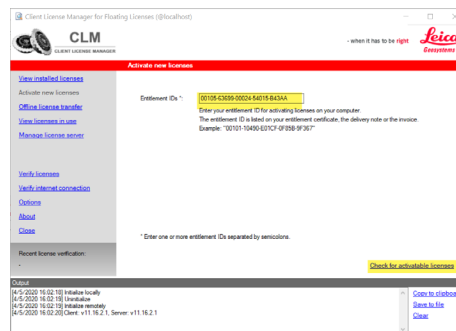 Client License Manager for Floating Licenses (@localhost)
CLM
CLIENT LICENSE MANAGER
- when it has to be right
Leica
Geosystems
Activate new licenses
View installed licenses
Activate new licenses
Offline license transfer
View licenses in use
Manage license server
Verify licenses
Verify internet connection
Options
About
Close
Recent license verification:
-
Entitlement IDs *:
00105-63699-00024-54015-B43AA
Enter your entitlement ID for activating licenses on your computer.
The entitlement ID is listed on your entitlement certificate, the delivery note or the invoice.
Example: "00101-10490-E01CF-0F85B-9F367"
* Enter one or more entitlement IDs separated by semicolons.
Check for activatable licenses
Output
[4/5/2020 16:02:18] Initialize locally
[4/5/2020 16:02:19] Uninitialize
[4/5/2020 16:02:19] Initialize remotely
[4/5/2020 16:02:20] Client: v11.16.2.1, Server: v11.16.2.1
Copy to clipboa
Save to file
Clear